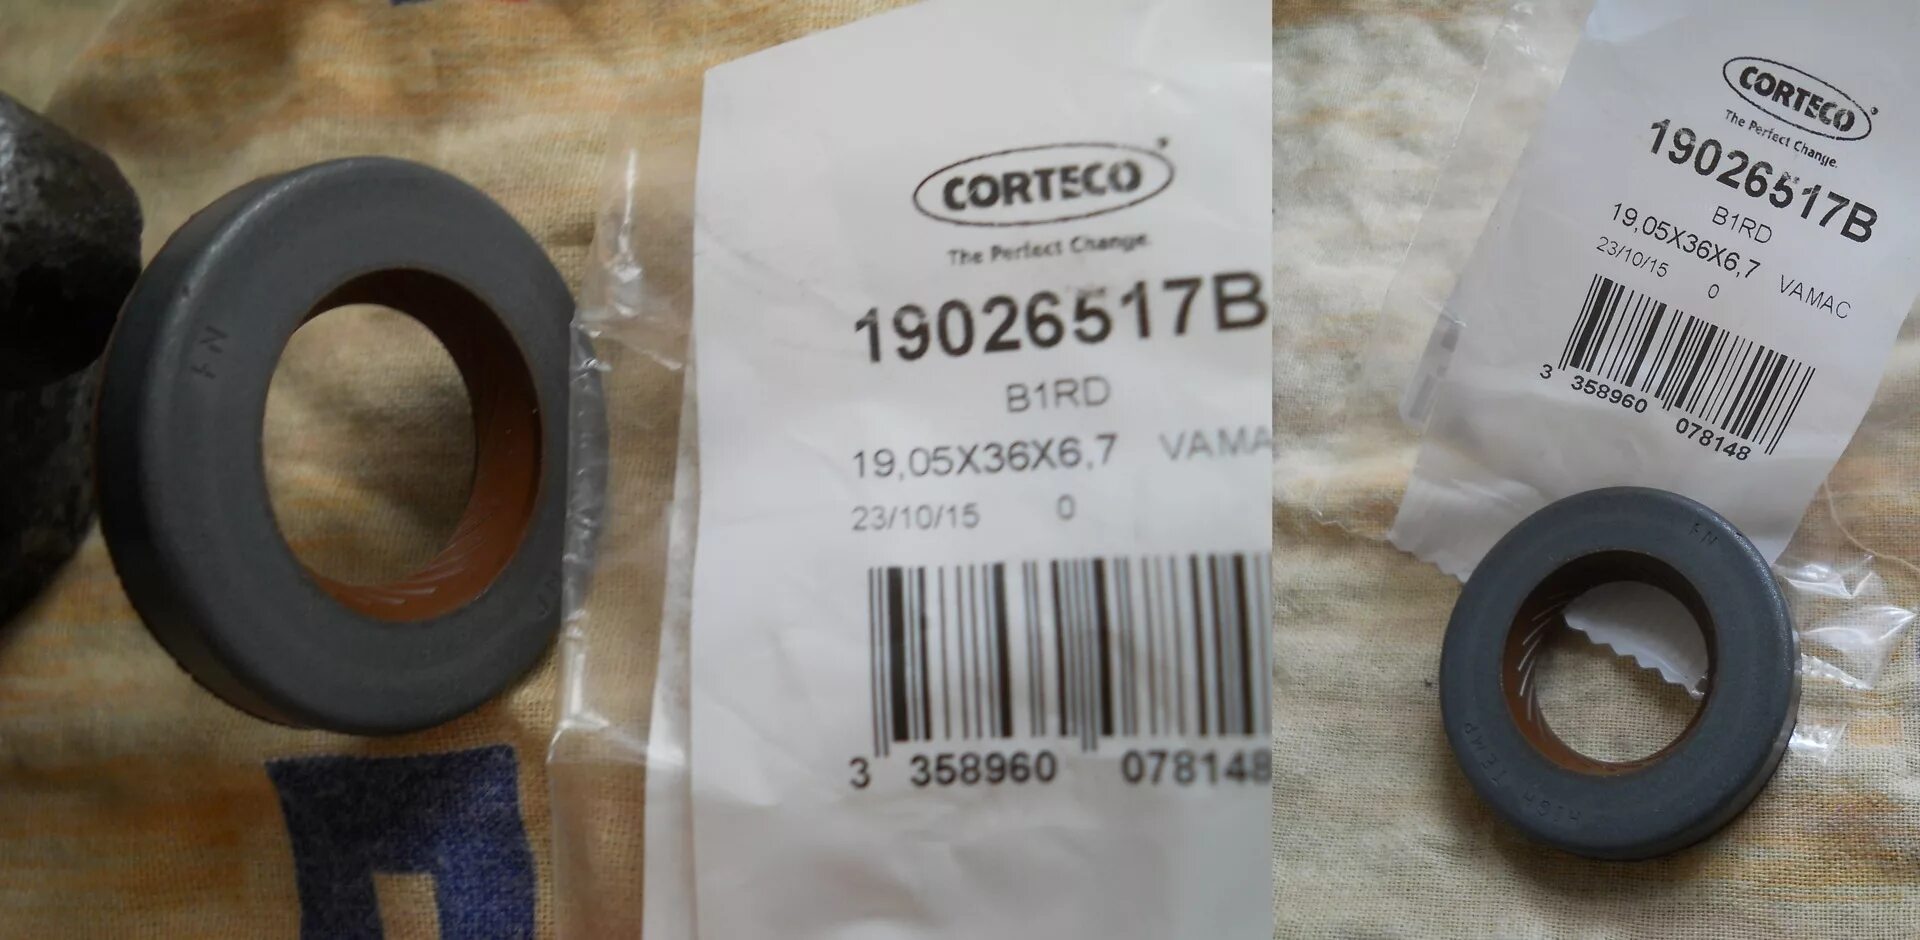 CORTECO
The Perfect Change.
19026517B
B1RD
19,05X36X6,7 VAMA
23/10/15 0
3 358960 078148
CORTECO
The Perfect Change.
19026517B
B1RD
19,05X36X6,7 VAMAC
23/10/15 0
3 358960 078148
HIGH TEMP